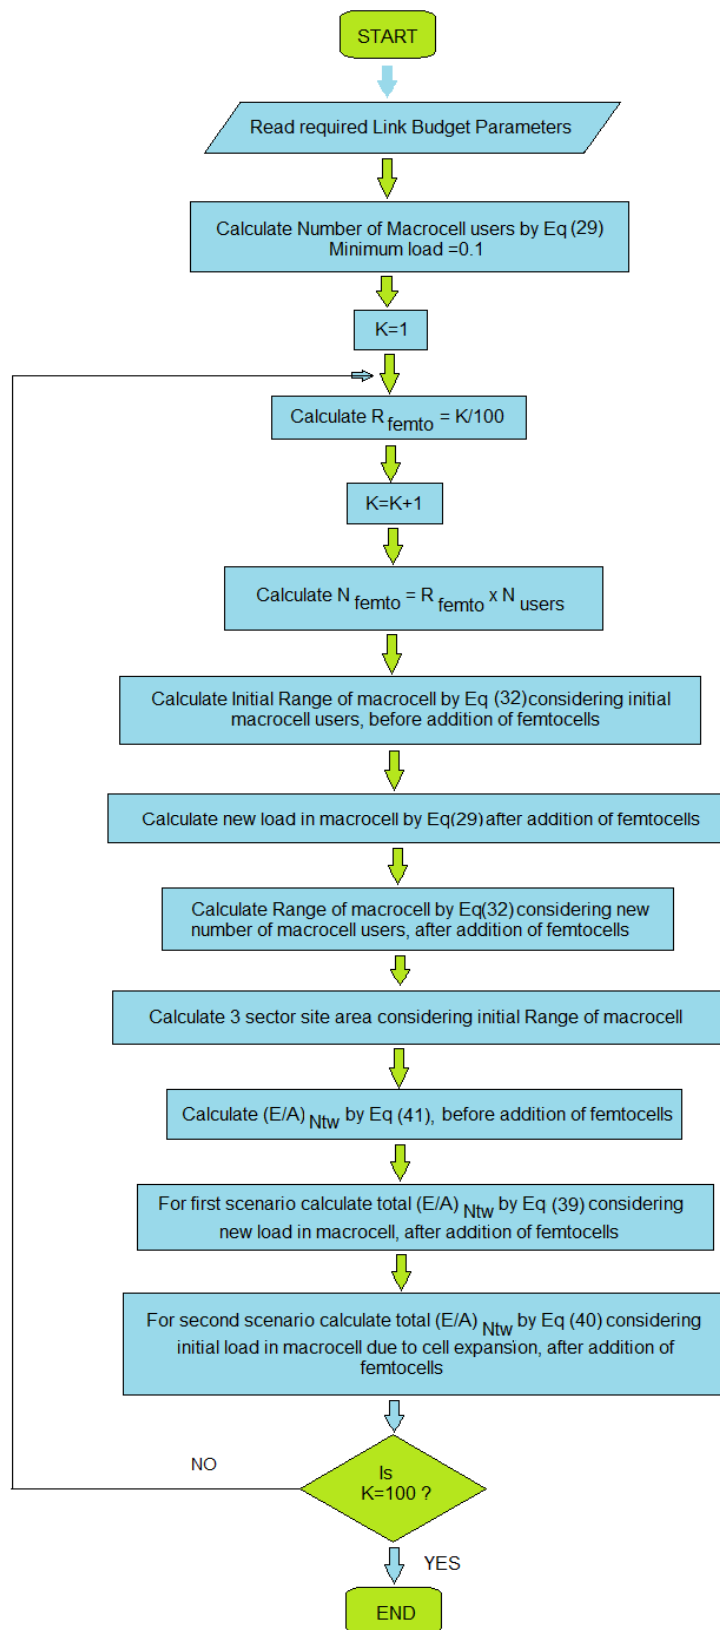 START
Read required Link Budget Parameters
Calculate Number of Macrocell users by Eq (29)
Minimum load =0.1
K=1
Calculate R femto = K/100
K=K+1
Calculate N femto = R femto x N users
Calculate Initial Range of macrocell by Eq (32)considering initial
macrocell users, before addition of femtocells
Calculate new load in macrocell by Eq(29)after addition of femtocells
Calculate Range of macrocell by Eq(32)considering new
number of macrocell users, after addition of femtocells
Calculate 3 sector site area considering initial Range of macrocell
Calculate (E/A) Ntw by Eq (41), before addition of femtocells
For first scenario calculate total (E/A) Ntw by Eq (39) considering
new load in macrocell, after addition of femtocells
For second scenario calculate total (E/A) Ntw by Eq (40) considering
initial load in macrocell due to cell expansion, after addition of
femtocells
NO
Is
K=100 ?
YES
END